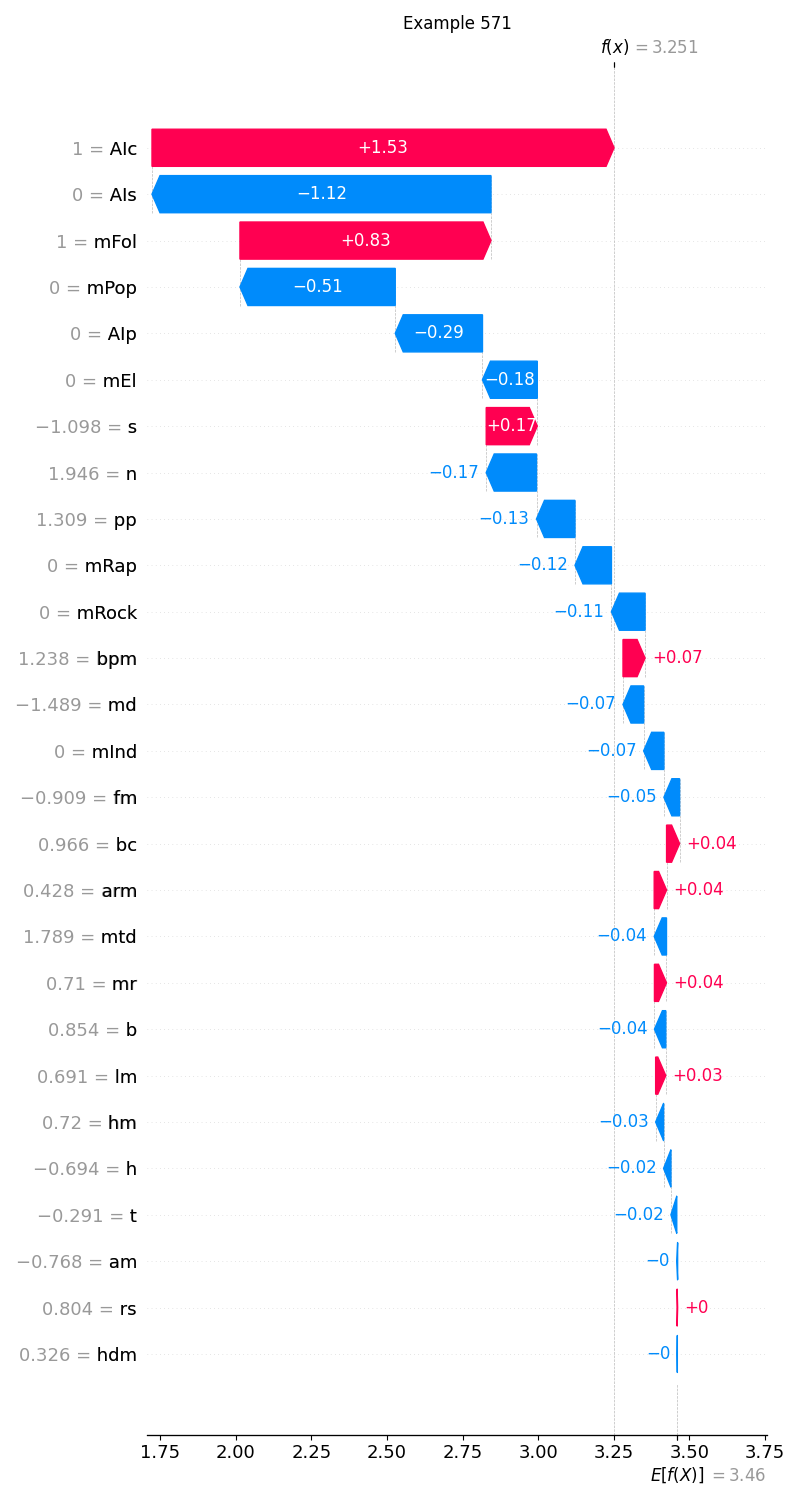 Example 571
f(x) = 3.251
1 = AIc +1.53
0 = AIs −1.12
1 = mFol +0.83
0 = mPop −0.51
0 = AIp −0.29
0 = mEl −0.18
−1.098 = s +0.17
1.946 = n −0.17
1.309 = pp −0.13
0 = mRap −0.12
0 = mRock −0.11
1.238 = bpm +0.07
−1.489 = md −0.07
0 = mInd −0.07
−0.909 = fm −0.05
0.966 = bc +0.04
0.428 = arm +0.04
1.789 = mtd −0.04
0.71 = mr +0.04
0.854 = b −0.04
0.691 = lm +0.03
0.72 = hm −0.03
−0.694 = h −0.02
−0.291 = t −0.02
−0.768 = am −0
0.804 = rs +0
0.326 = hdm −0
1.75 2.00 2.25 2.50 2.75 3.00 3.25 3.50 3.75
E[f(X)] = 3.46